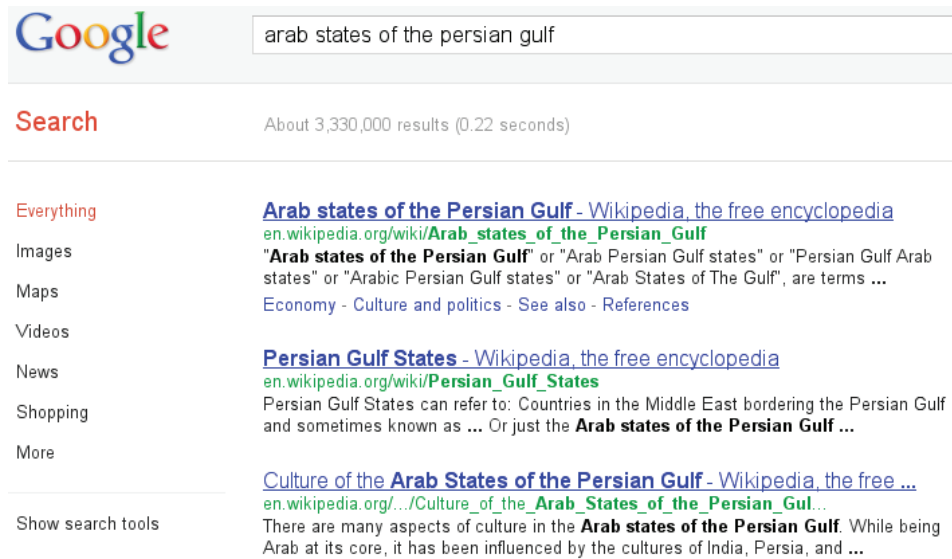 Google
arab states of the persian gulf
Search
About 3,330,000 results (0.22 seconds)
Everything
Images
Maps
Videos
News
Shopping
More
Show search tools
Arab states of the Persian Gulf - Wikipedia, the free encyclopedia
en.wikipedia.org/wiki/Arab_states_of_the_Persian_Gulf
"Arab states of the Persian Gulf" or "Arab Persian Gulf states" or "Persian Gulf Arab
states" or "Arabic Persian Gulf states" or "Arab States of The Gulf", are terms ...
Economy - Culture and politics - See also - References
Persian Gulf States - Wikipedia, the free encyclopedia
en.wikipedia.org/wiki/Persian_Gulf_States
Persian Gulf States can refer to: Countries in the Middle East bordering the Persian Gulf
and sometimes known as ... Or just the Arab states of the Persian Gulf ...
Culture of the Arab States of the Persian Gulf - Wikipedia, the free ...
en.wikipedia.org/.../Culture_of_the_Arab_States_of_the_Persian_Gul...
There are many aspects of culture in the Arab states of the Persian Gulf. While being
Arab at its core, it has been influenced by the cultures of India, Persia, and ...